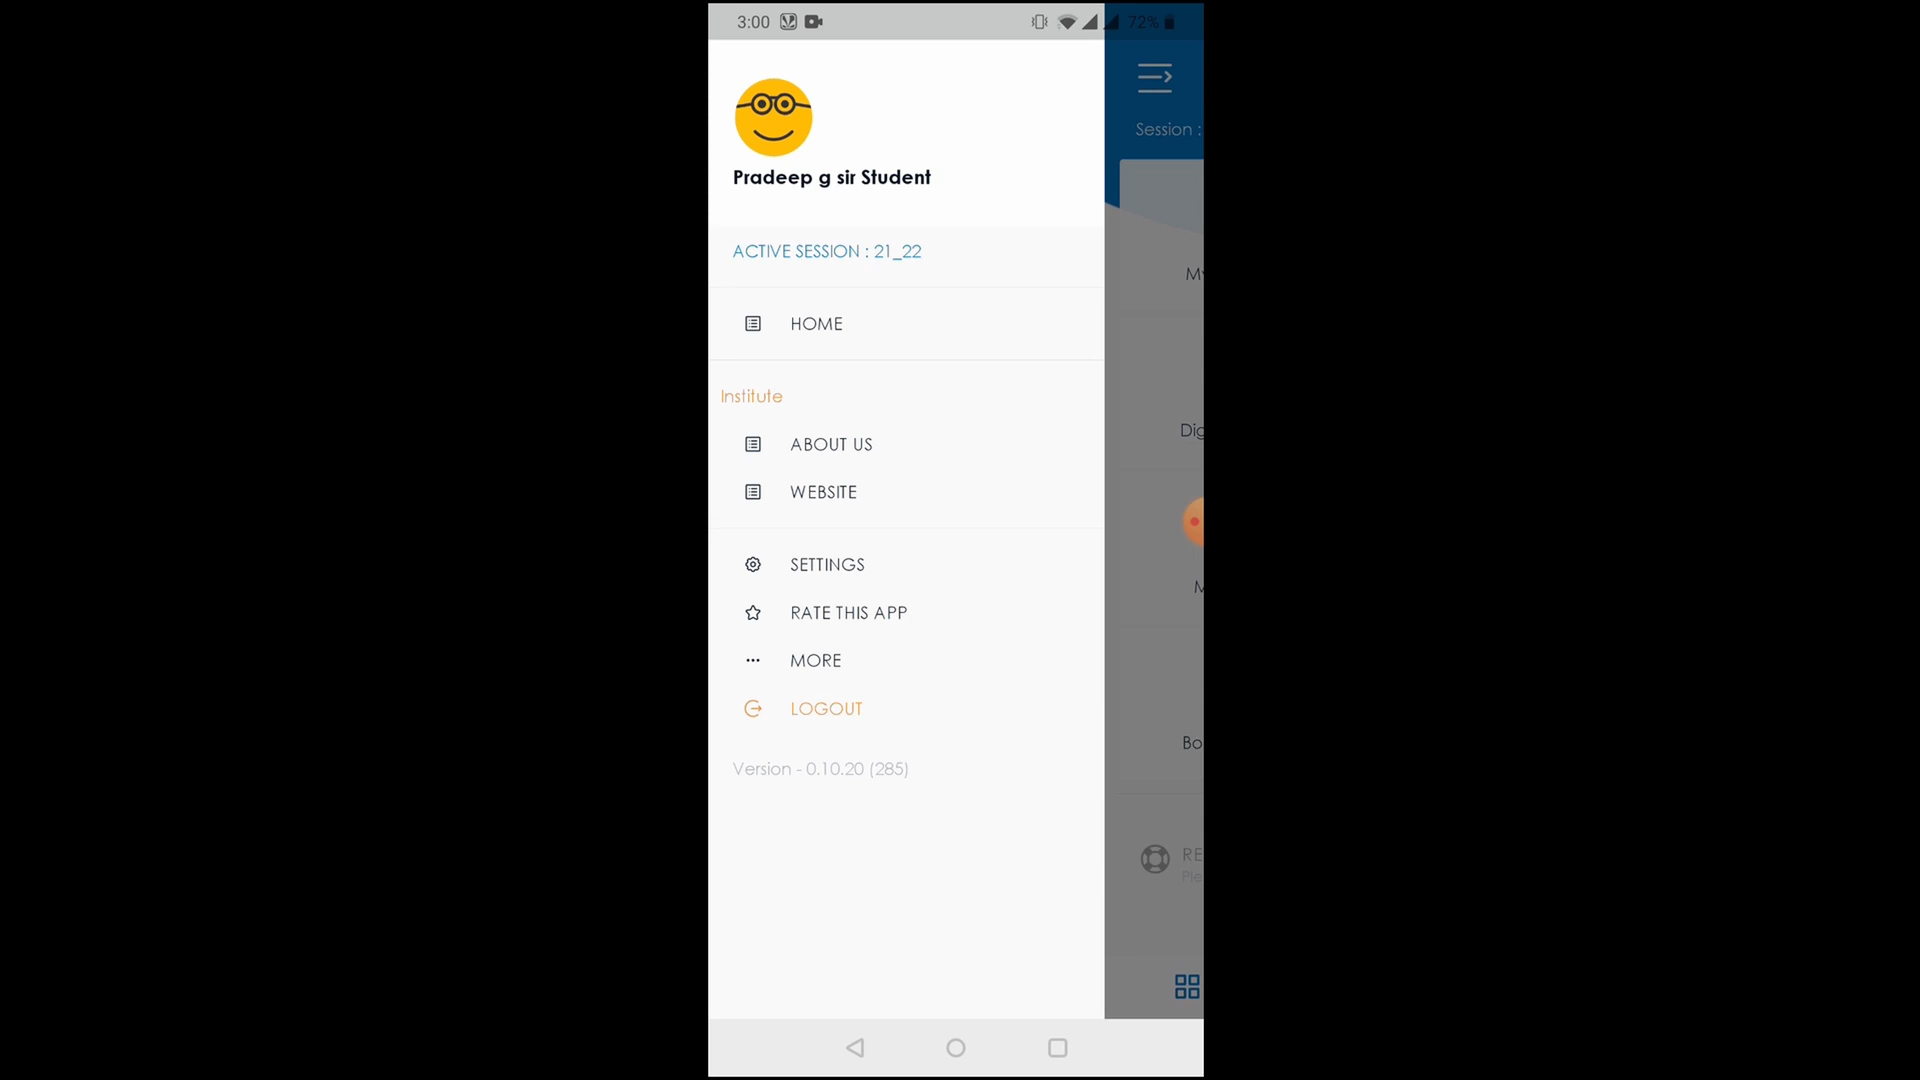 3:00
72%
Session :
Pradeep g sir Student
ACTIVE SESSION : 21_22
HOME
Institute
ABOUT US
WEBSITE
SETTINGS
RATE THIS APP
MORE
LOGOUT
Version - 0.10.20 (285)